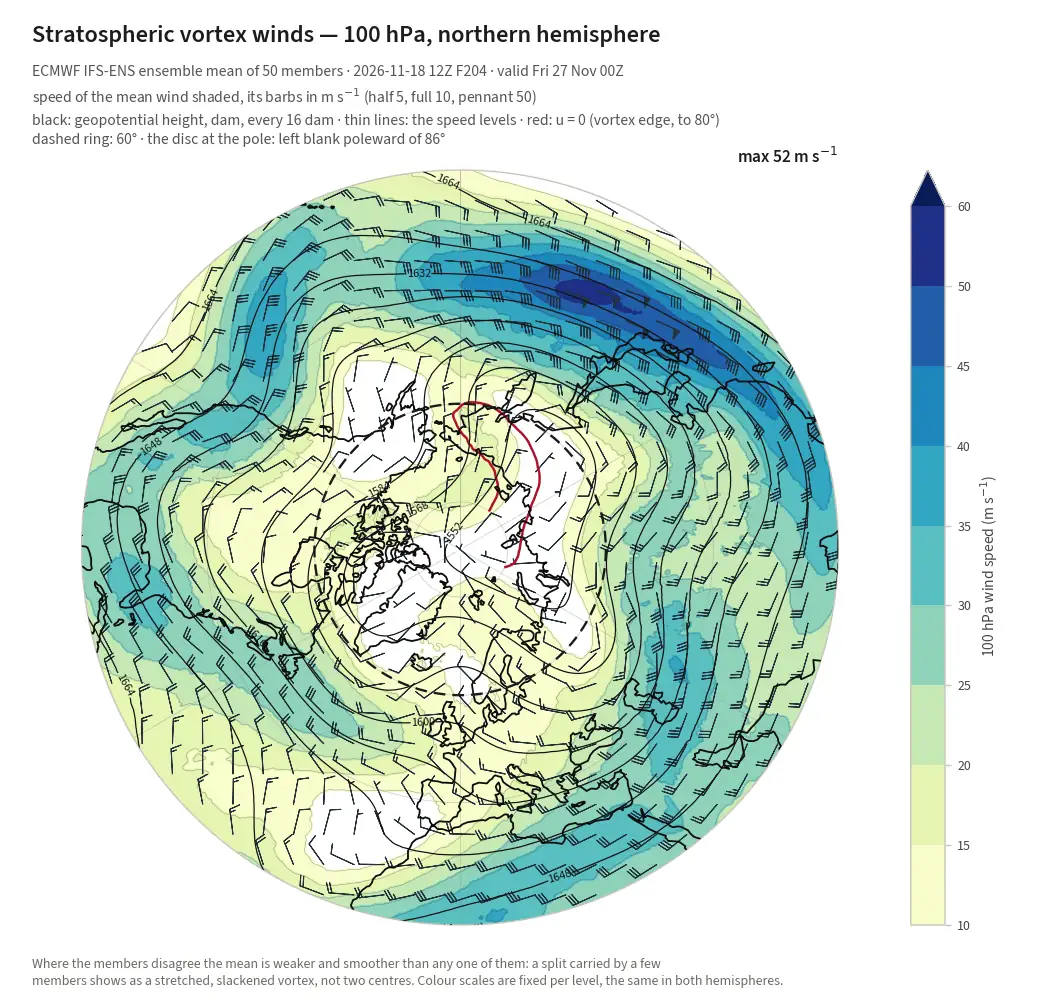 Stratospheric vortex winds — 100 hPa, northern hemisphere
ECMWF IFS-ENS ensemble mean of 50 members · 2026-11-18 12Z F204 · valid Fri 27 Nov 00Z
speed of the mean wind shaded, its barbs in m s⁻¹ (half 5, full 10, pennant 50)
black: geopotential height, dam, every 16 dam · thin lines: the speed levels · red: u = 0 (vortex edge, to 80°)
dashed ring: 60° · the disc at the pole: left blank poleward of 86°
max 52 m s⁻¹
1664
1664
1632
1664
1648
1584
1568
1552
1664
1600
1648
60
50
45
40
35
30
25
20
15
10
100 hPa wind speed (m s⁻¹)
Where the members disagree the mean is weaker and smoother than any one of them: a split carried by a few
members shows as a stretched, slackened vortex, not two centres. Colour scales are fixed per level, the same in both hemispheres.